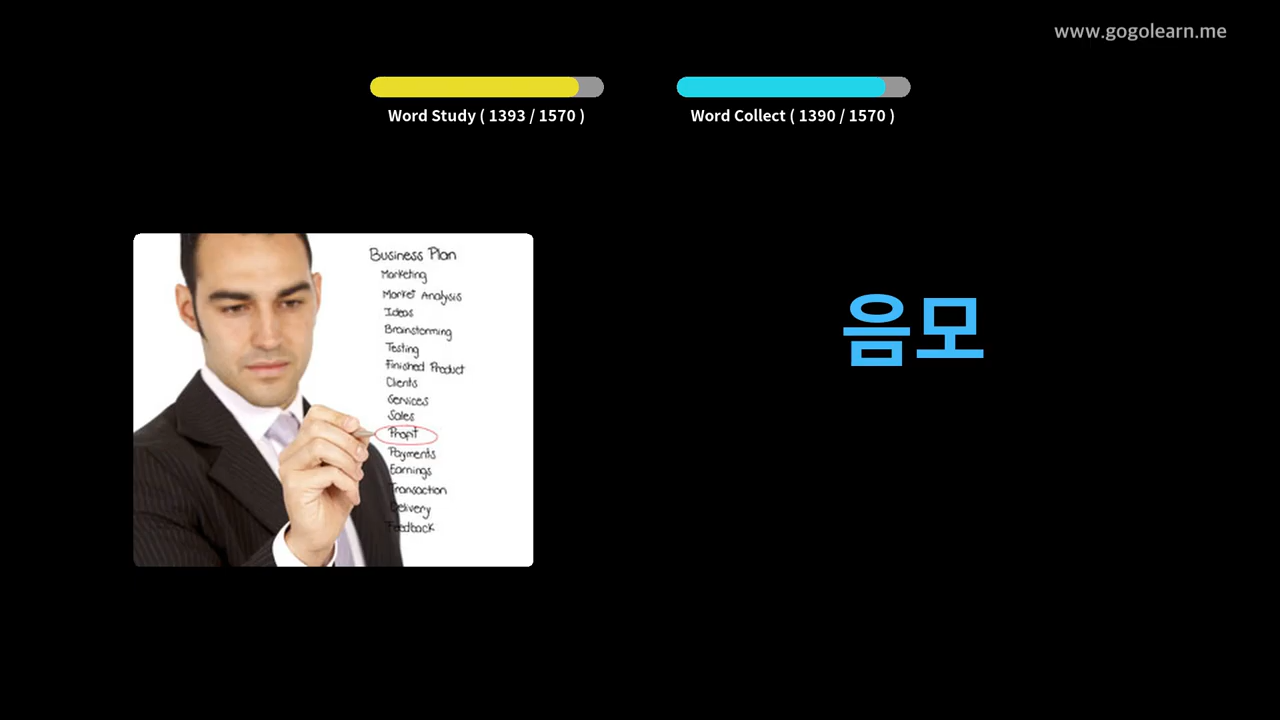 www.gogolearn.me
Word Study ( 1393 / 1570 )
Word Collect ( 1390 / 1570 )
Business Plan
Marketing
Market Analysis
Ideas
Brainstorming
Testing
Finished Product
Clients
Services
Sales
Profit
Payments
Earnings
Transaction
Delivery
Feedback
음모